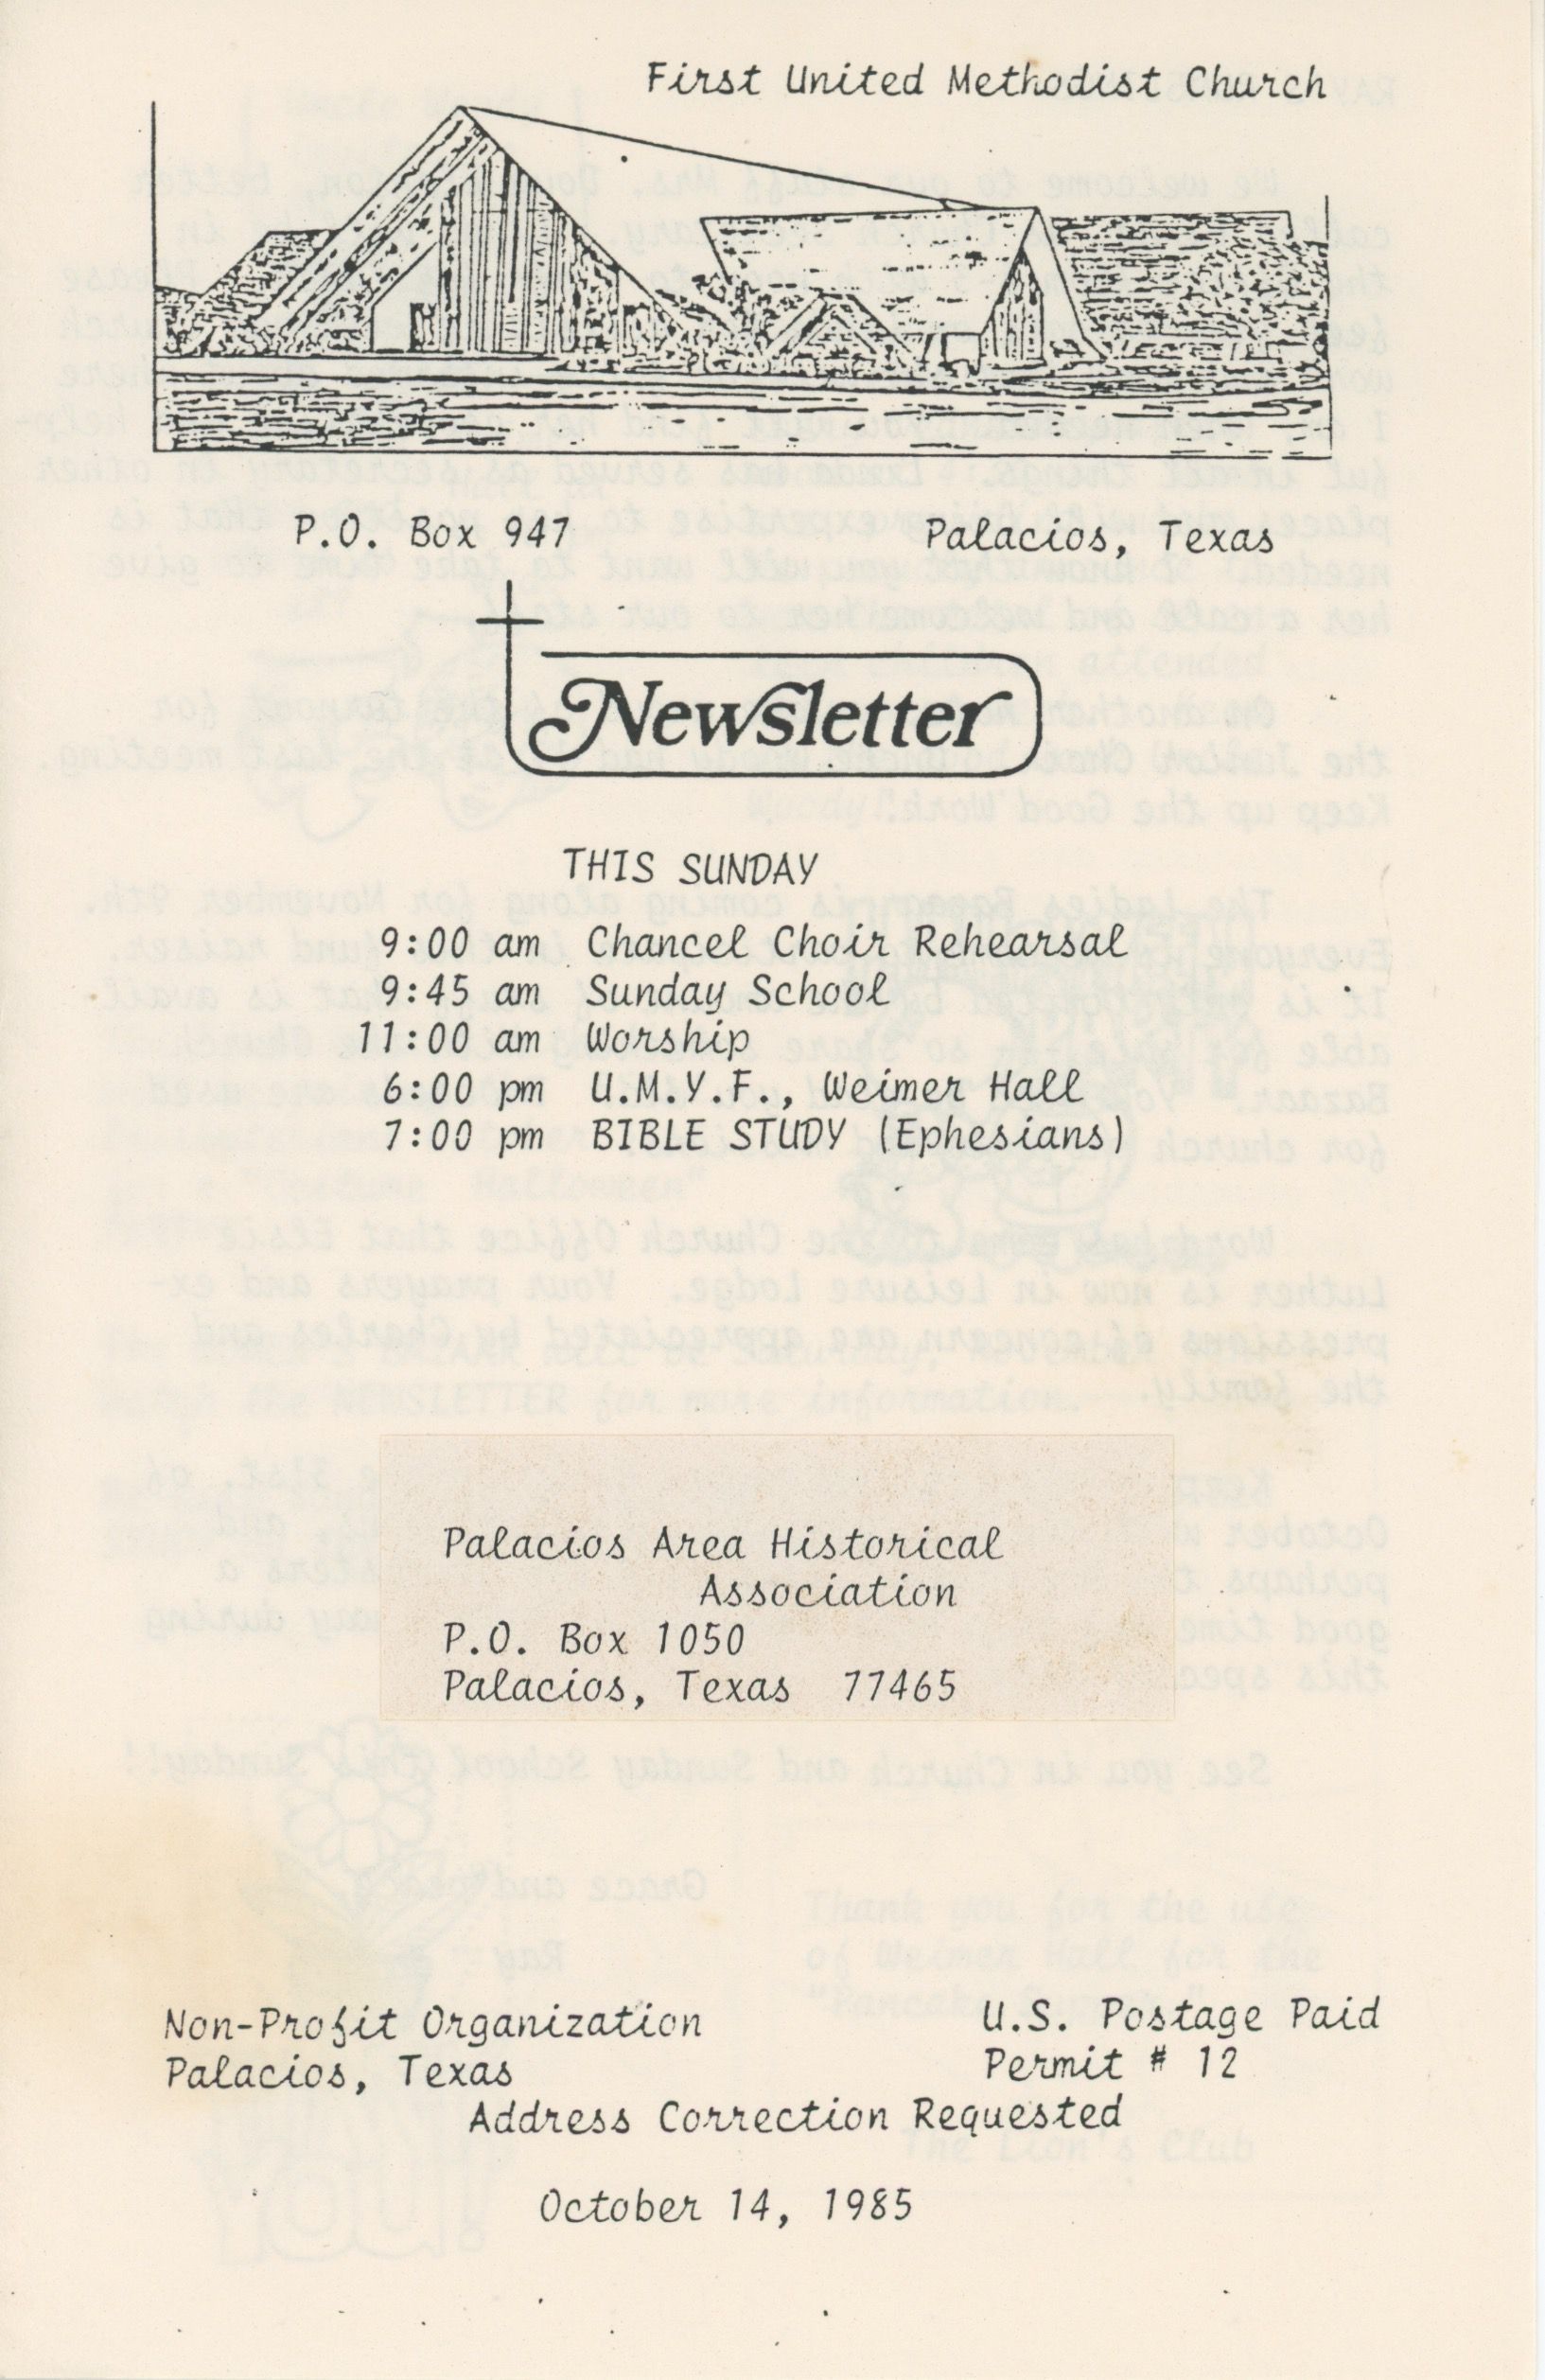 First United Methodist Church
P.O. Box 947 Palacios, Texas
Newsletter
THIS SUNDAY
9:00 am Chancel Choir Rehearsal
9:45 am Sunday School
11:00 am Worship
6:00 pm U.M.Y.F., Weimer Hall
7:00 pm BIBLE STUDY (Ephesians)
Palacios Area Historical
Association
P.O. Box 1050
Palacios, Texas 77465
Non-Profit Organization U.S. Postage Paid
Palacios, Texas Permit # 12
Address Correction Requested
October 14, 1985